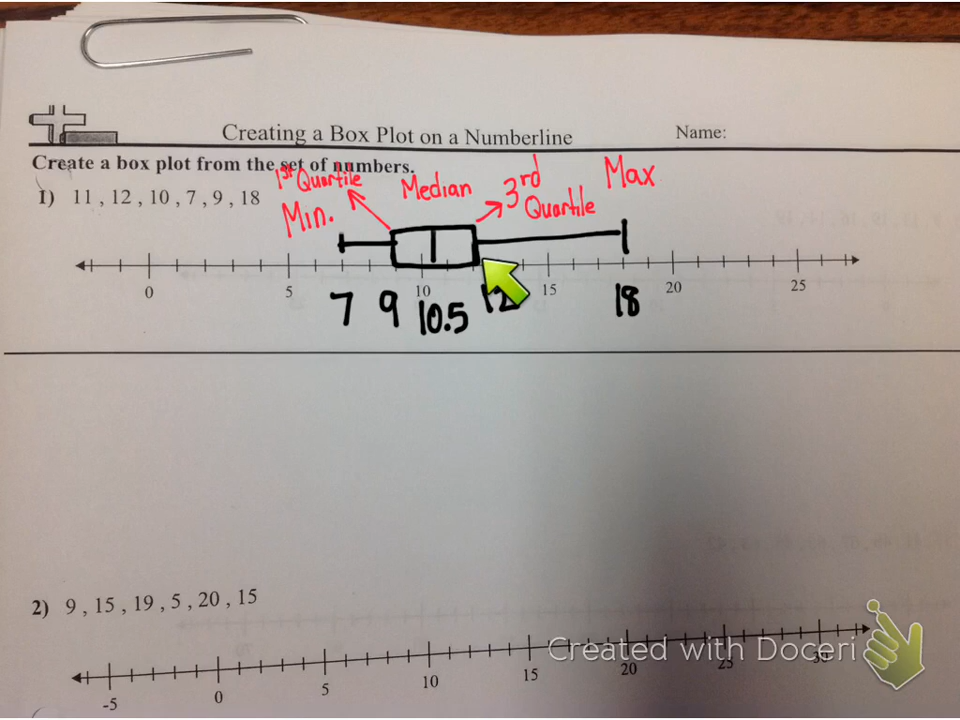 Creating a Box Plot on a Numberline Name:
Create a box plot from the set of numbers.
1) 11 , 12 , 10 , 7 , 9 , 18
1st Quartile
Min.
Median
3rd
Quartile
Max
0 5 10 15 20 25
7 9 10.5 12 18
2) 9 , 15 , 19 , 5 , 20 , 15
-5 0 5 10 15 20 25 30
Created with Doceri